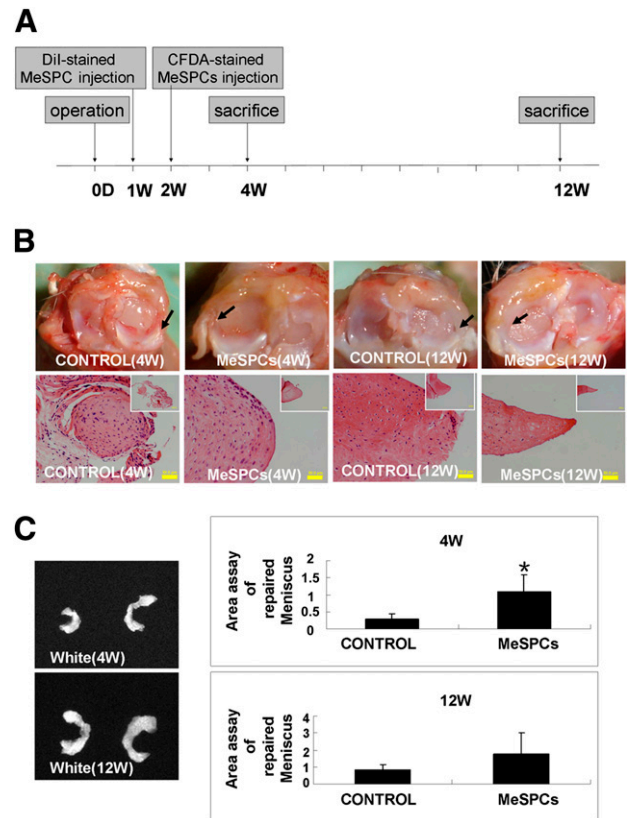 A
DiI-stained
MeSPC injection
CFDA-stained
MeSPCs injection
operation
sacrifice
sacrifice
0D
1W
2W
4W
12W
B
CONTROL(4W)
MeSPCs(4W)
CONTROL(12W)
MeSPCs(12W)
CONTROL(4W)
MeSPCs(4W)
CONTROL(12W)
MeSPCs(12W)
C
White(4W)
White(12W)
4W
Area assay
of
repaired
Meniscus
2
1.5
1
0.5
0
*
CONTROL
MeSPCs
12W
Area assay
of
repaired
Meniscus
4
3
2
1
0
CONTROL
MeSPCs